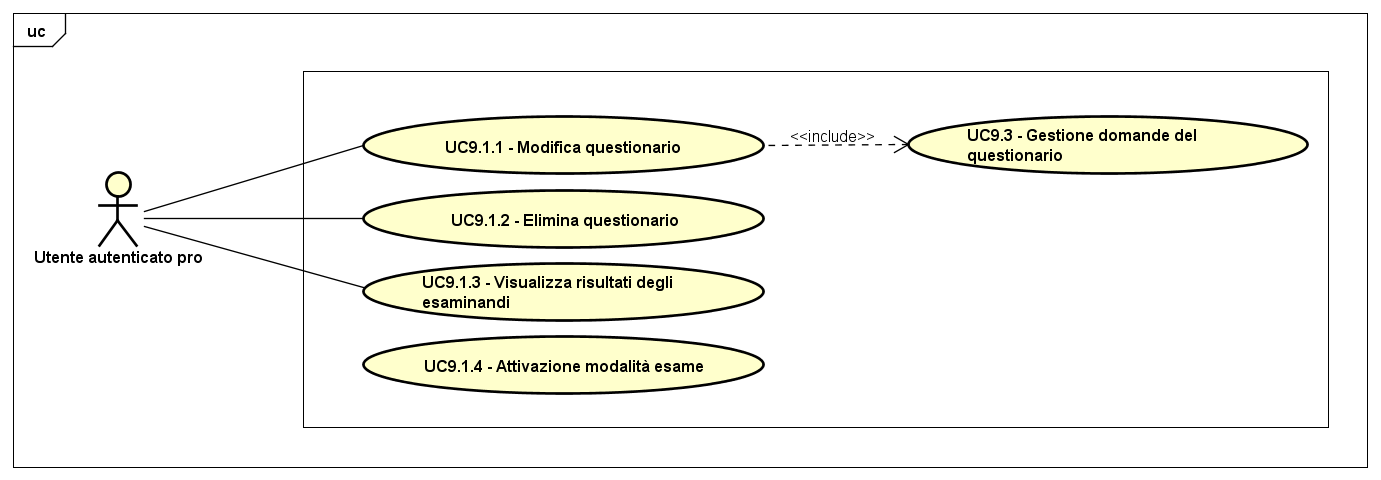 uc
UC9.1.1 - Modifica questionario
<<include>>
UC9.3 - Gestione domande del
questionario
UC9.1.2 - Elimina questionario
Utente autenticato pro
UC9.1.3 - Visualizza risultati degli
esaminandi
UC9.1.4 - Attivazione modalità esame